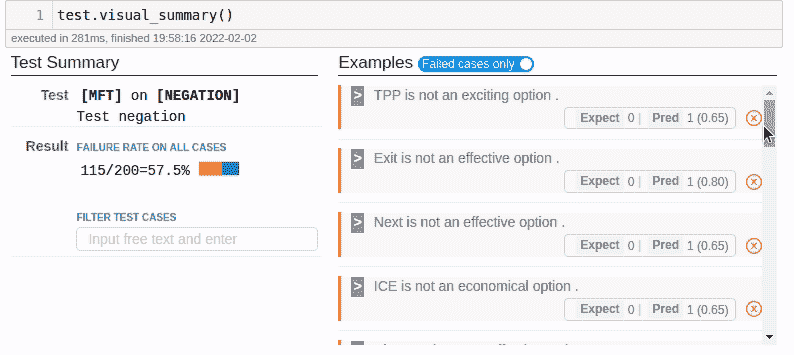 1 test.visual_summary()
executed in 281ms, finished 19:58:16 2022-02-02
Test Summary
Test [MFT] on [NEGATION]
Test negation
Result FAILURE RATE ON ALL CASES
115/200=57.5%
FILTER TEST CASES
Input free text and enter
Examples Failed cases only
> TPP is not an exciting option .
Expect 0 | Pred 1 (0.65)
> Exit is not an effective option .
Expect 0 | Pred 1 (0.80)
> Next is not an effective option .
Expect 0 | Pred 1 (0.65)
> ICE is not an economical option .
Expect 0 | Pred 1 (0.65)